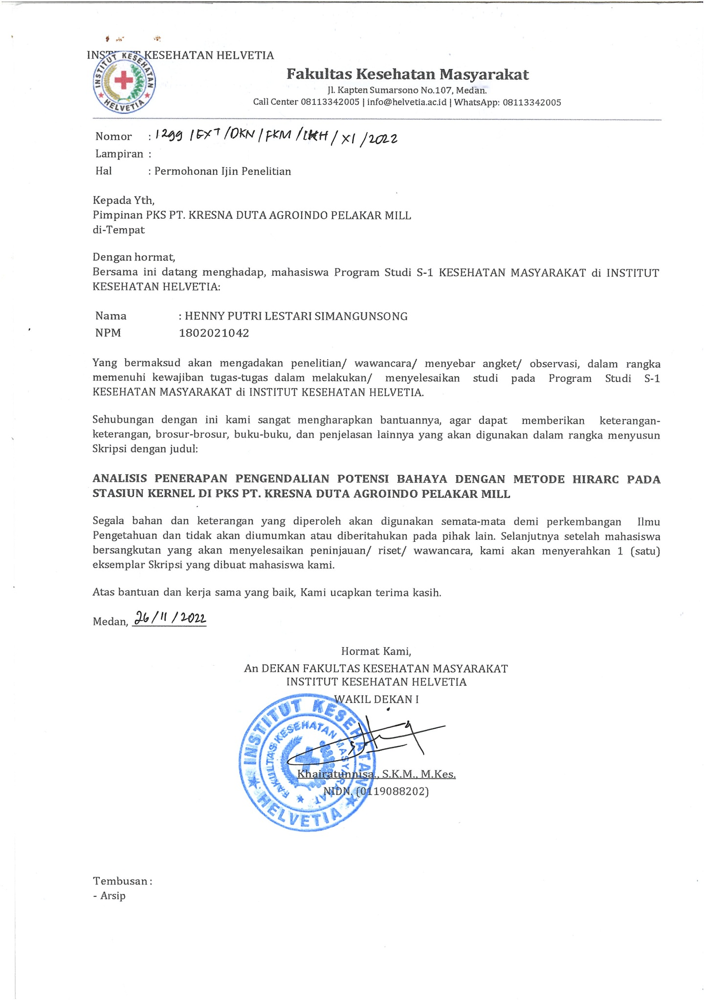 INSTITUT KESEHATAN HELVETIA
INSTITUT KESEHATAN
HELVETIA
Fakultas Kesehatan Masyarakat
Jl. Kapten Sumarsono No.107, Medan.
Call Center 08113342005 | info@helvetia.ac.id | WhatsApp: 08113342005
Nomor : 1299 /EXT /DKN / FKM / IKH / XI / 2022
Lampiran :
Hal : Permohonan Ijin Penelitian
Kepada Yth,
Pimpinan PKS PT. KRESNA DUTA AGROINDO PELAKAR MILL
di-Tempat
Dengan hormat,
Bersama ini datang menghadap, mahasiswa Program Studi S-1 KESEHATAN MASYARAKAT di INSTITUT
KESEHATAN HELVETIA:
Nama : HENNY PUTRI LESTARI SIMANGUNSONG
NPM 1802021042
Yang bermaksud akan mengadakan penelitian/ wawancara/ menyebar angket/ observasi, dalam rangka
memenuhi kewajiban tugas-tugas dalam melakukan/ menyelesaikan studi pada Program Studi S-1
KESEHATAN MASYARAKAT di INSTITUT KESEHATAN HELVETIA.
Sehubungan dengan ini kami sangat mengharapkan bantuannya, agar dapat memberikan keterangan-
keterangan, brosur-brosur, buku-buku, dan penjelasan lainnya yang akan digunakan dalam rangka menyusun
Skripsi dengan judul:
ANALISIS PENERAPAN PENGENDALIAN POTENSI BAHAYA DENGAN METODE HIRARC PADA
STASIUN KERNEL DI PKS PT. KRESNA DUTA AGROINDO PELAKAR MILL
Segala bahan dan keterangan yang diperoleh akan digunakan semata-mata demi perkembangan Ilmu
Pengetahuan dan tidak akan diumumkan atau diberitahukan pada pihak lain. Selanjutnya setelah mahasiswa
bersangkutan yang akan menyelesaikan peninjauan/ riset/ wawancara, kami akan menyerahkan 1 (satu)
eksemplar Skripsi yang dibuat mahasiswa kami.
Atas bantuan dan kerja sama yang baik, Kami ucapkan terima kasih.
Medan, 26/11/2022
Hormat Kami,
An DEKAN FAKULTAS KESEHATAN MASYARAKAT
INSTITUT KESEHATAN HELVETIA
WAKIL DEKAN I
INSTITUT KESEHATAN
HELVETIA
FAKULTAS KESEHATAN MASYARAKAT
Khairatunnisa., S.K.M., M.Kes.
NIDN. (0119088202)
Tembusan :
- Arsip